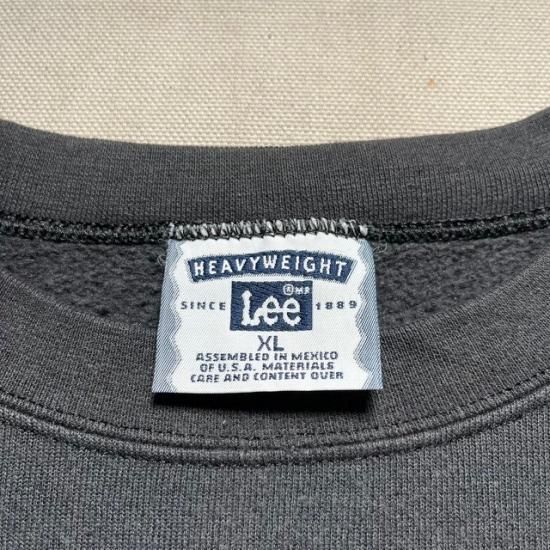 HEAVYWEIGHT
SINCE Lee ® MR 1889
XL
ASSEMBLED IN MEXICO
OF U.S.A. MATERIALS
CARE AND CONTENT OVER